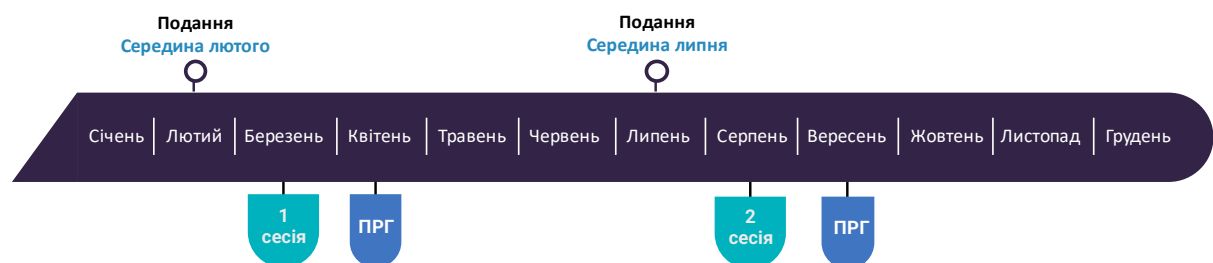 Подання
Середина лютого
Подання
Середина липня
Січень Лютий Березень Квітень Травень Червень Липень Серпень Вересень Жовтень Листопад Грудень
1
сесія
ПРГ
2
сесія
ПРГ